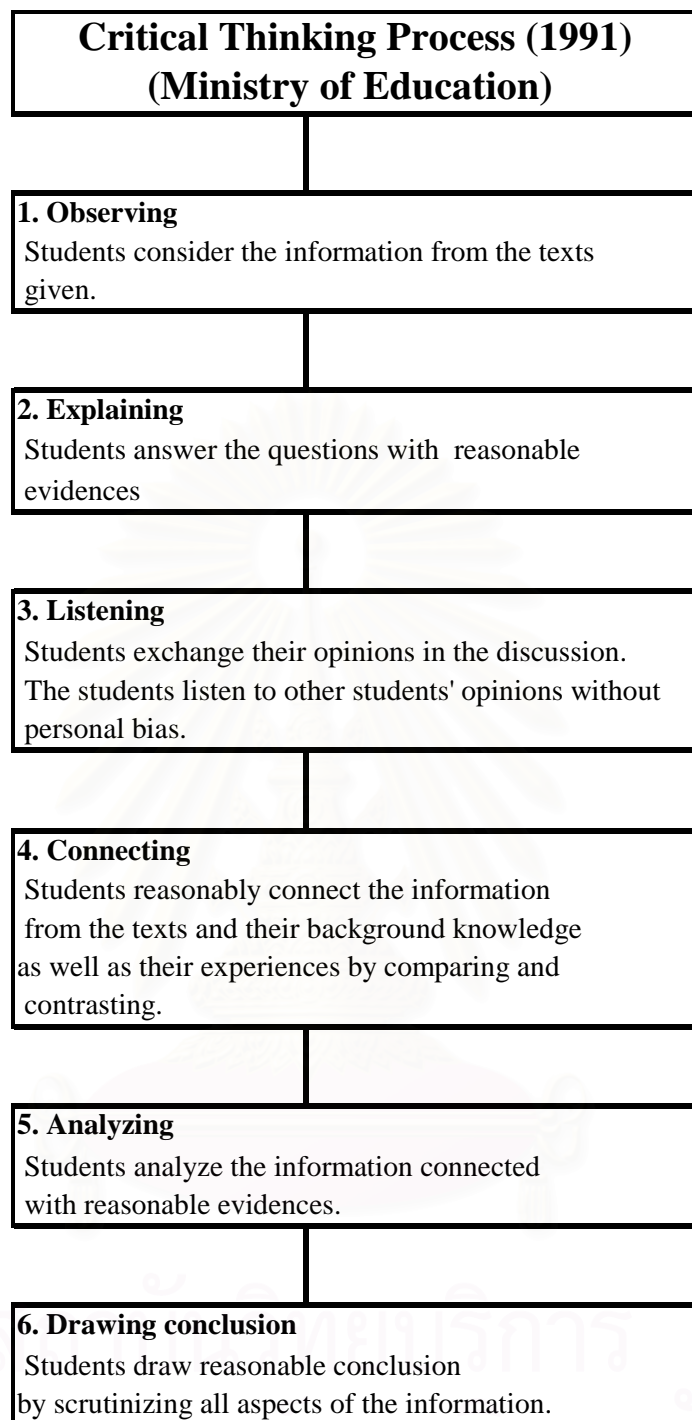 Critical Thinking Process (1991)
(Ministry of Education)
1. Observing
Students consider the information from the texts
given.
2. Explaining
Students answer the questions with reasonable
evidences
3. Listening
Students exchange their opinions in the discussion.
The students listen to other students' opinions without
personal bias.
4. Connecting
Students reasonably connect the information
from the texts and their background knowledge
as well as their experiences by comparing and
contrasting.
5. Analyzing
Students analyze the information connected
with reasonable evidences.
6. Drawing conclusion
Students draw reasonable conclusion
by scrutinizing all aspects of the information.